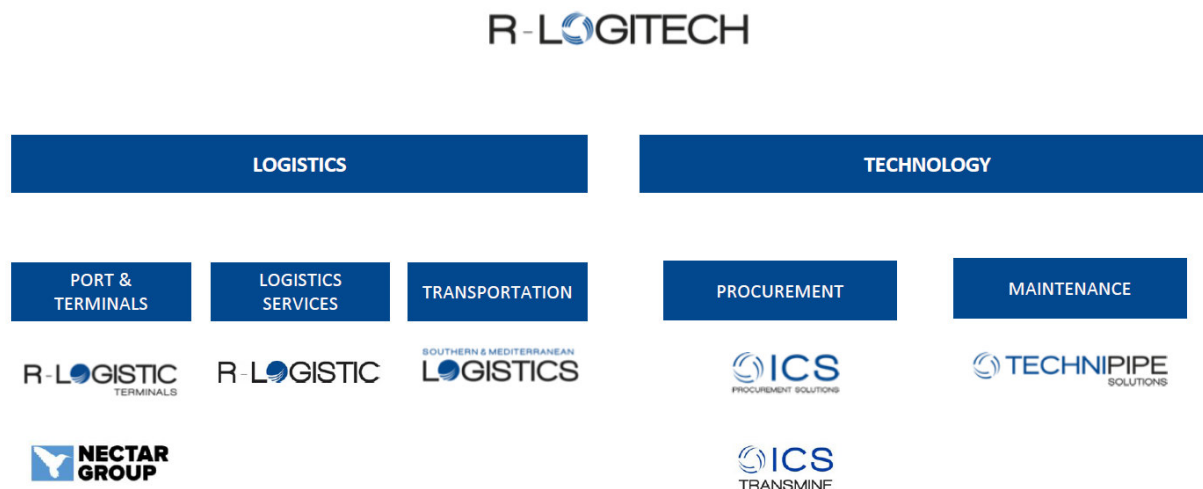 R-LOGITECH
LOGISTICS
TECHNOLOGY
PORT &
TERMINALS
LOGISTICS
SERVICES
TRANSPORTATION
PROCUREMENT
MAINTENANCE
R-LOGISTIC
TERMINALS
R-LOGISTIC
SOUTHERN & MEDITERRANEAN
LOGISTICS
ICS
PROCUREMENT SOLUTIONS
TECHNIPIPE
SOLUTIONS
NECTAR
GROUP
ICS
TRANSMINE